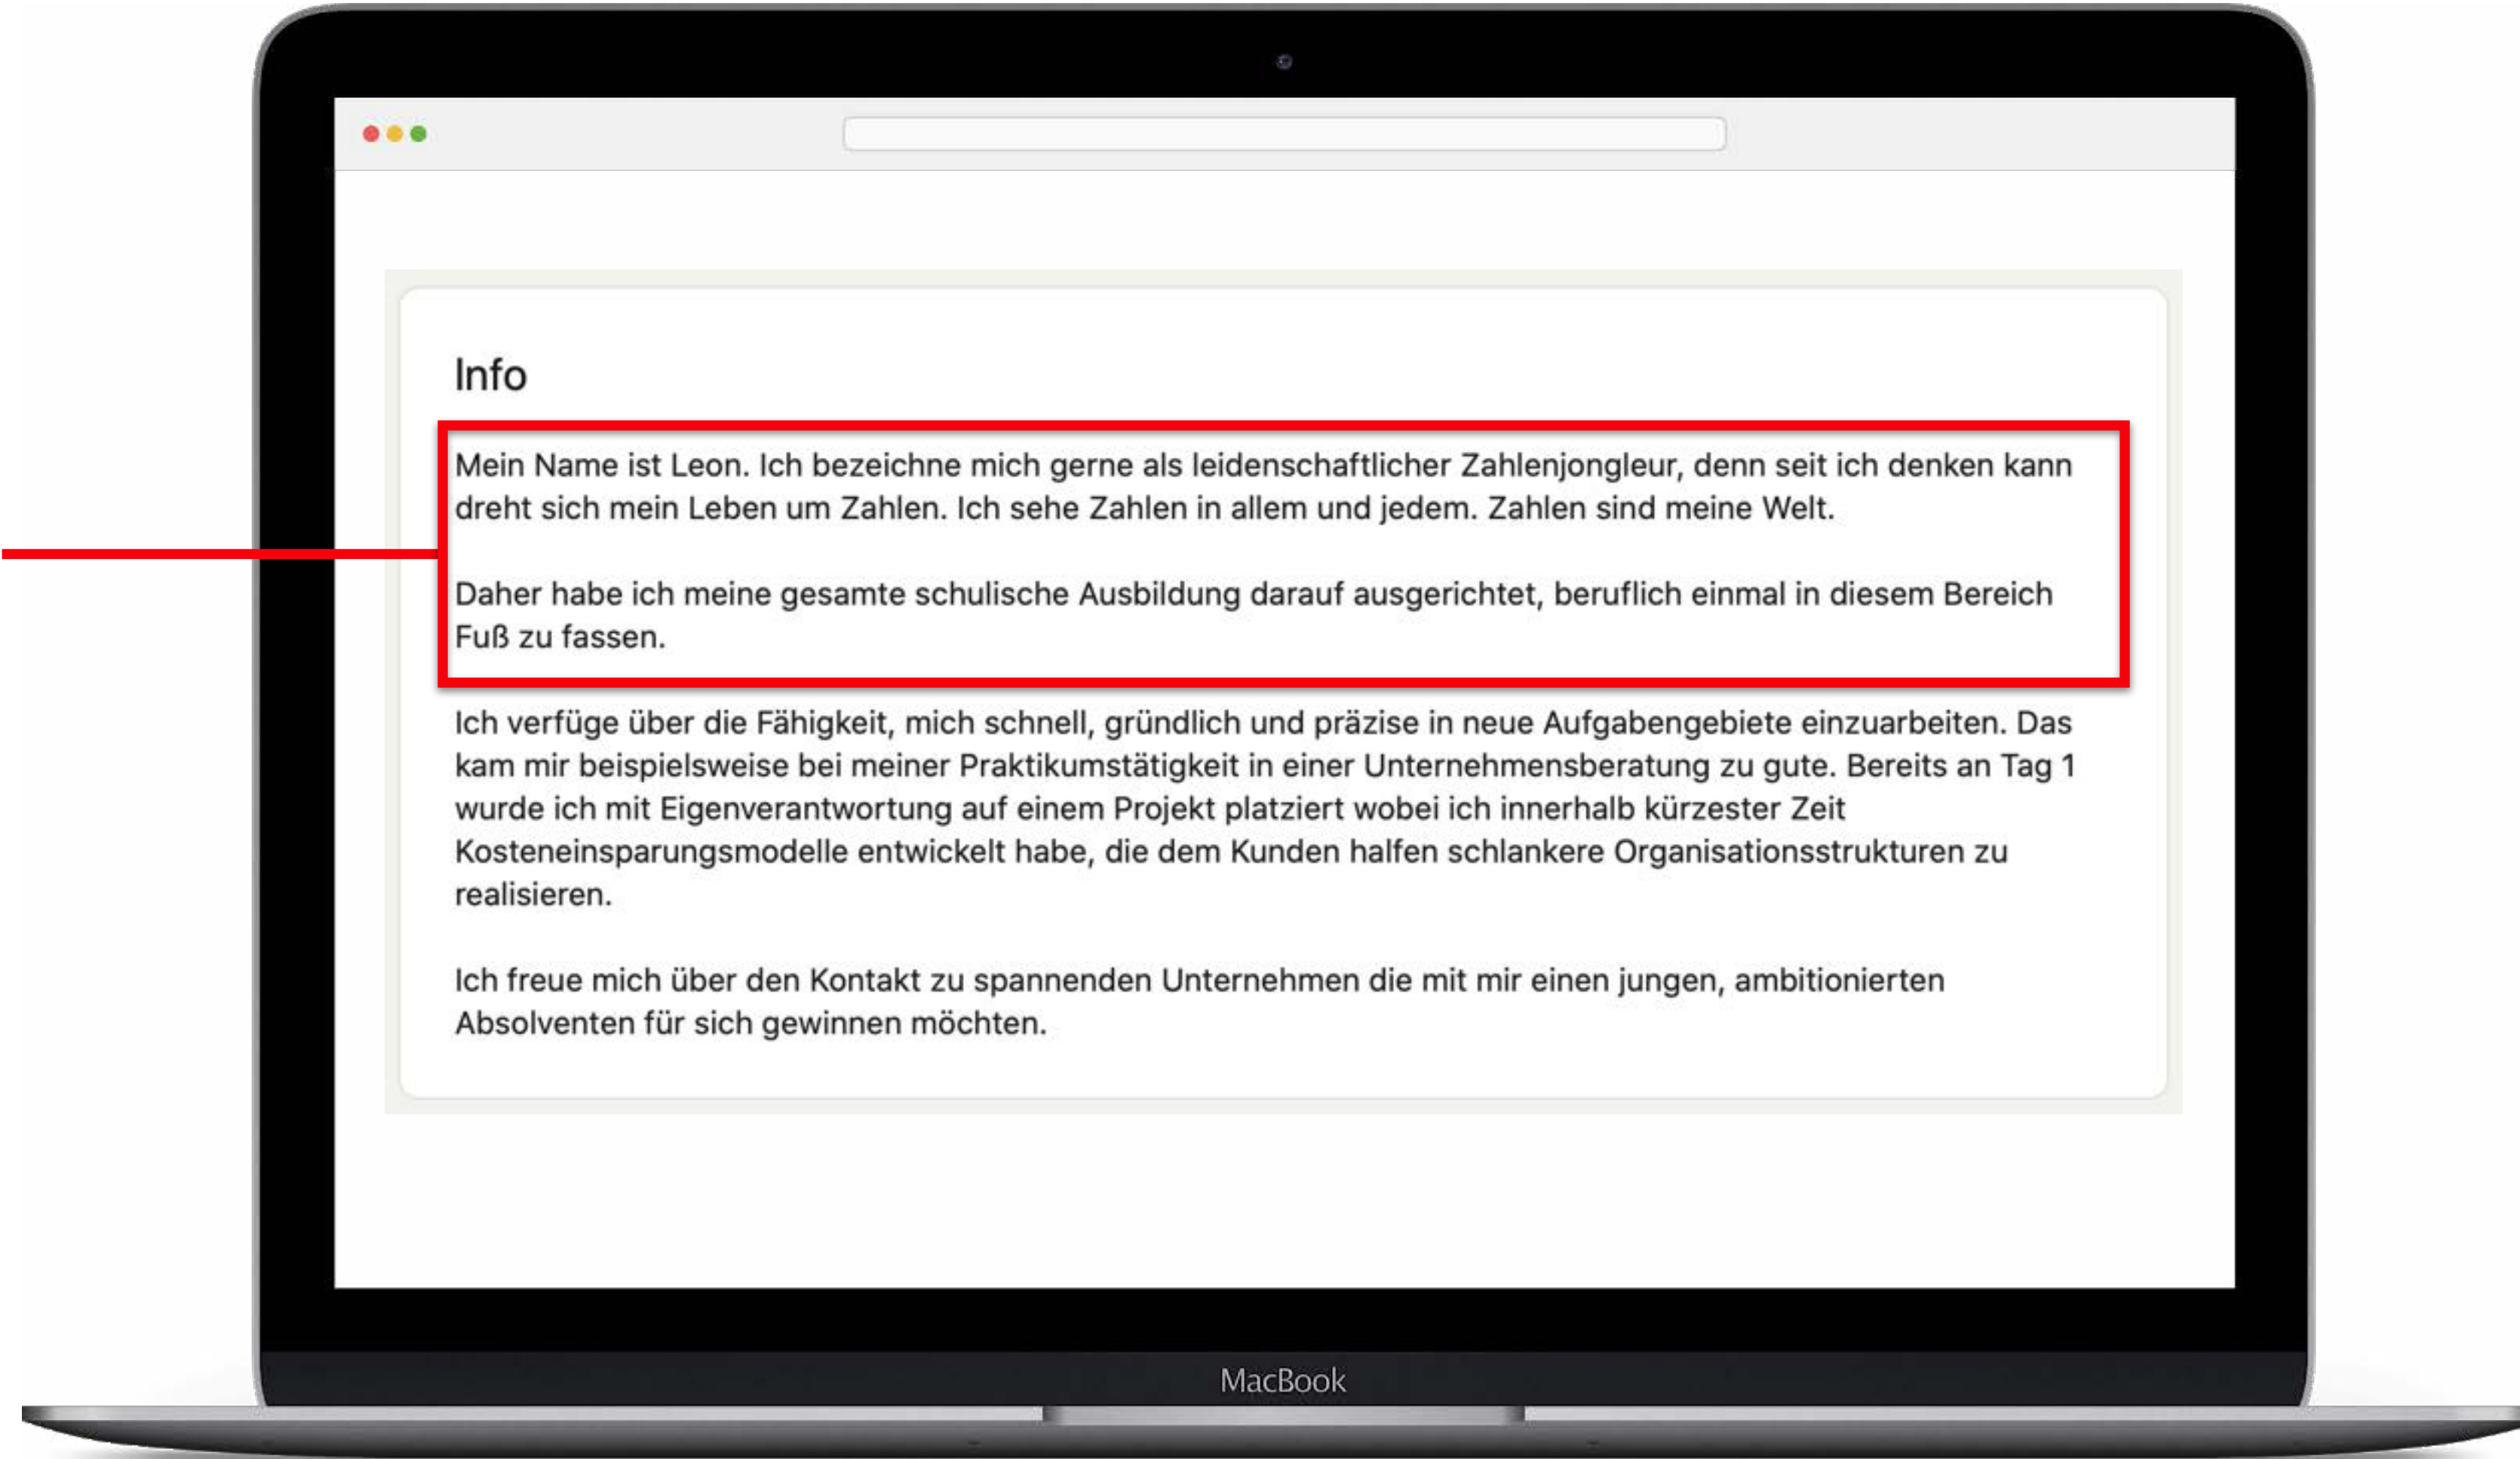 Info
Mein Name ist Leon. Ich bezeichne mich gerne als leidenschaftlicher Zahlenjongleur, denn seit ich denken kann
dreht sich mein Leben um Zahlen. Ich sehe Zahlen in allem und jedem. Zahlen sind meine Welt.
Daher habe ich meine gesamte schulische Ausbildung darauf ausgerichtet, beruflich einmal in diesem Bereich
Fuß zu fassen.
Ich verfüge über die Fähigkeit, mich schnell, gründlich und präzise in neue Aufgabengebiete einzuarbeiten. Das
kam mir beispielsweise bei meiner Praktikumstätigkeit in einer Unternehmensberatung zu gute. Bereits an Tag 1
wurde ich mit Eigenverantwortung auf einem Projekt platziert wobei ich innerhalb kürzester Zeit
Kosteneinsparungsmodelle entwickelt habe, die dem Kunden halfen schlankere Organisationsstrukturen zu
realisieren.
Ich freue mich über den Kontakt zu spannenden Unternehmen die mit mir einen jungen, ambitionierten
Absolventen für sich gewinnen möchten.
MacBook